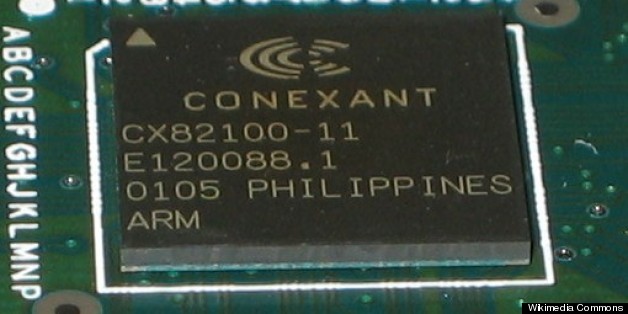 CONEXANT
CX82100-11
E120088.1
0105 PHILIPPINES
ARM
ABCDEFGHJKLMNP
Wikimedia Commons